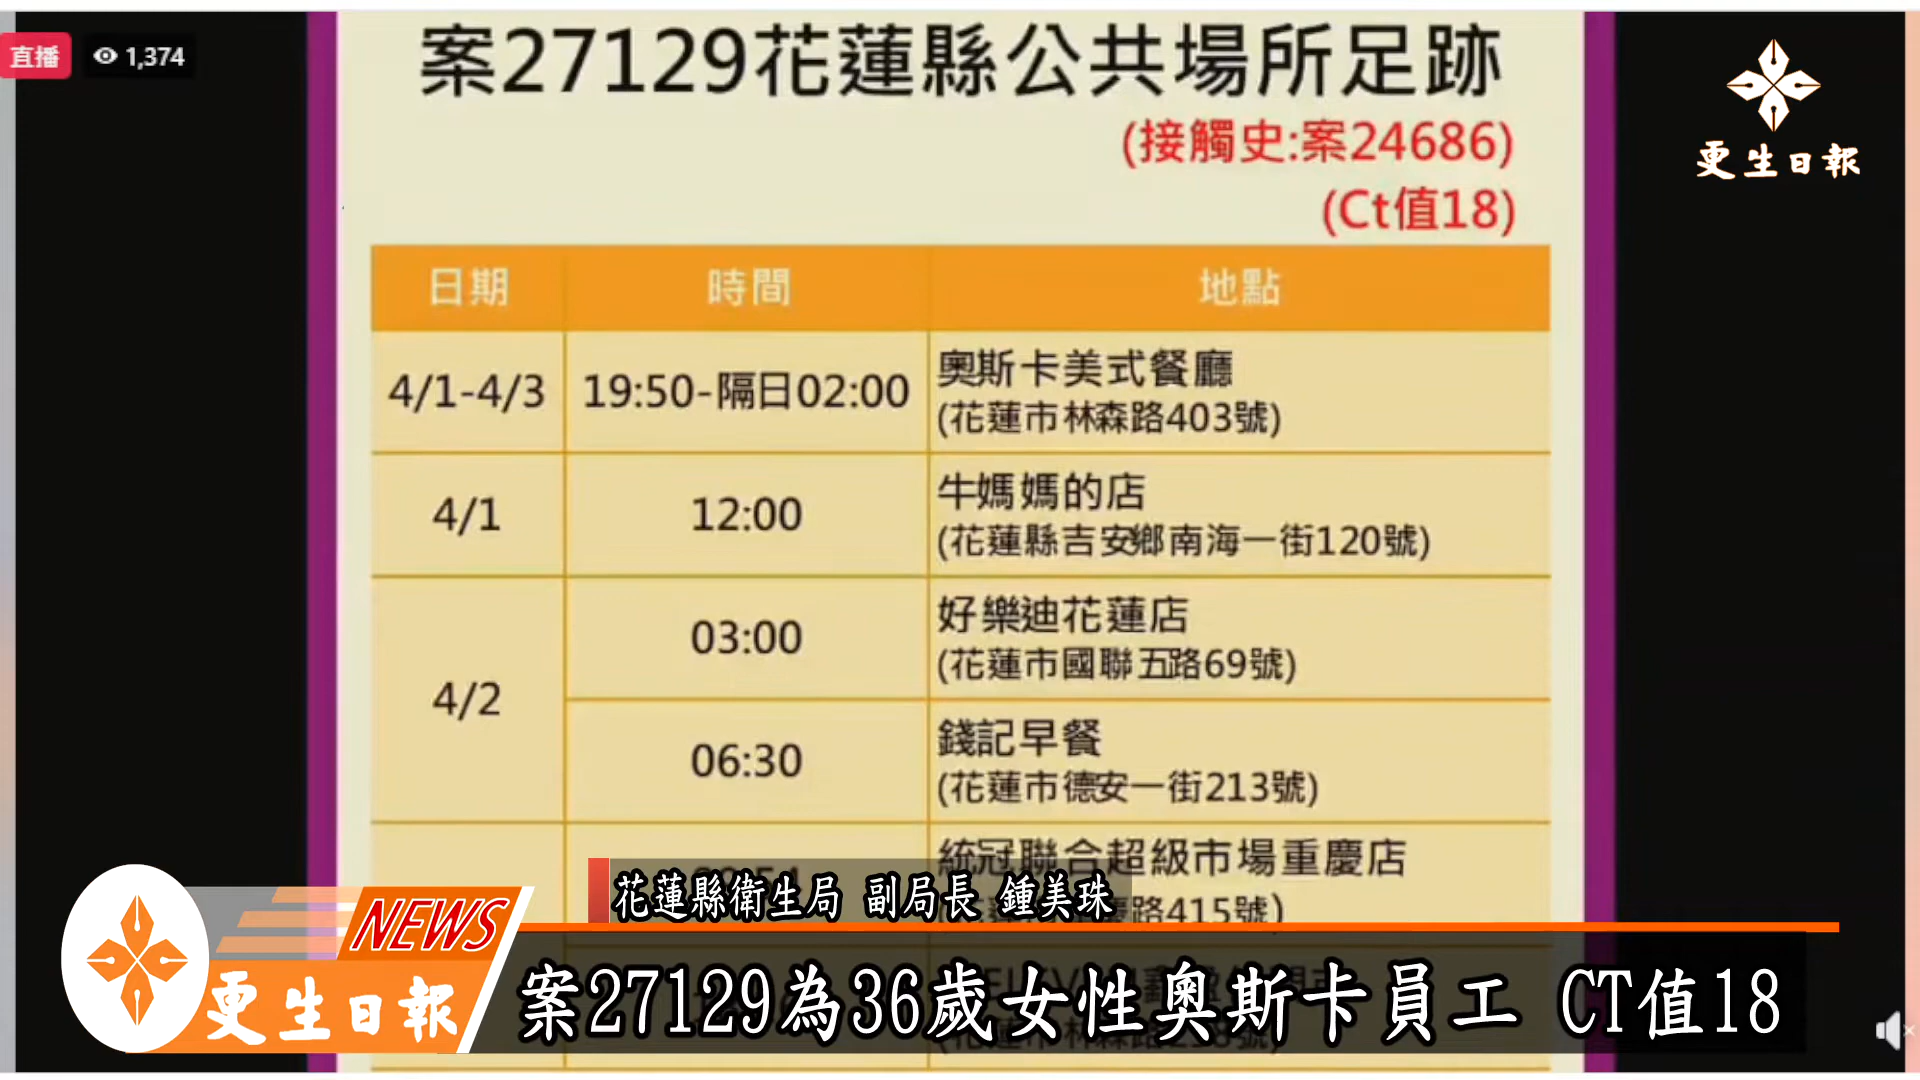 直播 1,374
案27129花蓮縣公共場所足跡
(接觸史:案24686)
(Ct值18)
更生日報
日期 時間 地點
4/1-4/3 19:50-隔日02:00 奧斯卡美式餐廳
(花蓮市林森路403號)
4/1 12:00 牛媽媽的店
(花蓮縣吉安鄉南海一街120號)
4/2 03:00 好樂迪花蓮店
(花蓮市國聯五路69號)
06:30 錢記早餐
(花蓮市德安一街213號)
統冠聯合超級市場重慶店
路415號)
花蓮縣衛生局 副局長 鍾美珠
NEWS
更生日報
案27129為36歲女性奧斯卡員工 CT值18